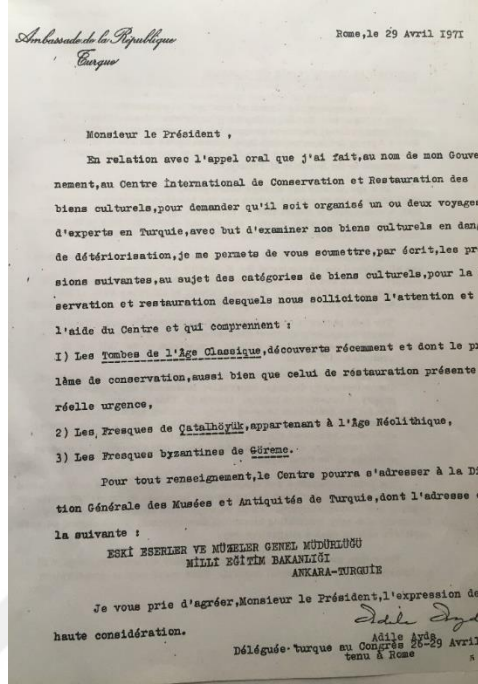 Ambassade de la République
Turque
Rome,le 29 Avril I97I
Monsieur le Président ,
En relation avec l'appel oral que j'ai fait,au nom de mon Gouve
nement,au Centre İnternational de Conservation et Restauration des
biens culturels,pour demander qu'il soit organisé un ou deux voyages
d'experts en Turquie,avec but d'examiner nos biens culturels en dan
de détériorisation,je me permets de vous soumettre,par écrit,les pr
sions suivantes,au sujet des catégories de biens culturels,pour la
servation et restauration desquels nous sollicitons l'attention et
l'aide du Centre et qui comprennent :
I) Les Tombes de l'Âge Classique,découverts récemment et dont le p
lème de conservation,aussi bien que celui de restauration présente
réelle urgence,
2) Les Fresques de Çatalhöyük,appartenant à l'Âge Néolithique,
3) Les Fresques byzantines de Göreme.
Pour tout renseignement,le Centre pourra s'adresser à la Di
tion Générale des Musées et Antiquités de Turquie,dont l'adresse
la suivante :
ESKİ ESERLER VE MÜZELER GENEL MÜDÜRLÜĞÜ
MİLLİ EĞİTİM BAKANLIĞI
ANKARA-TURQUİE
Je vous prie d'agréer,Monsieur le Président,l'expression de
haute considération.
Adile Ayda
Adile Ayda
Déléguée turque au Congrès 26-29 Avril
tenu à Rome